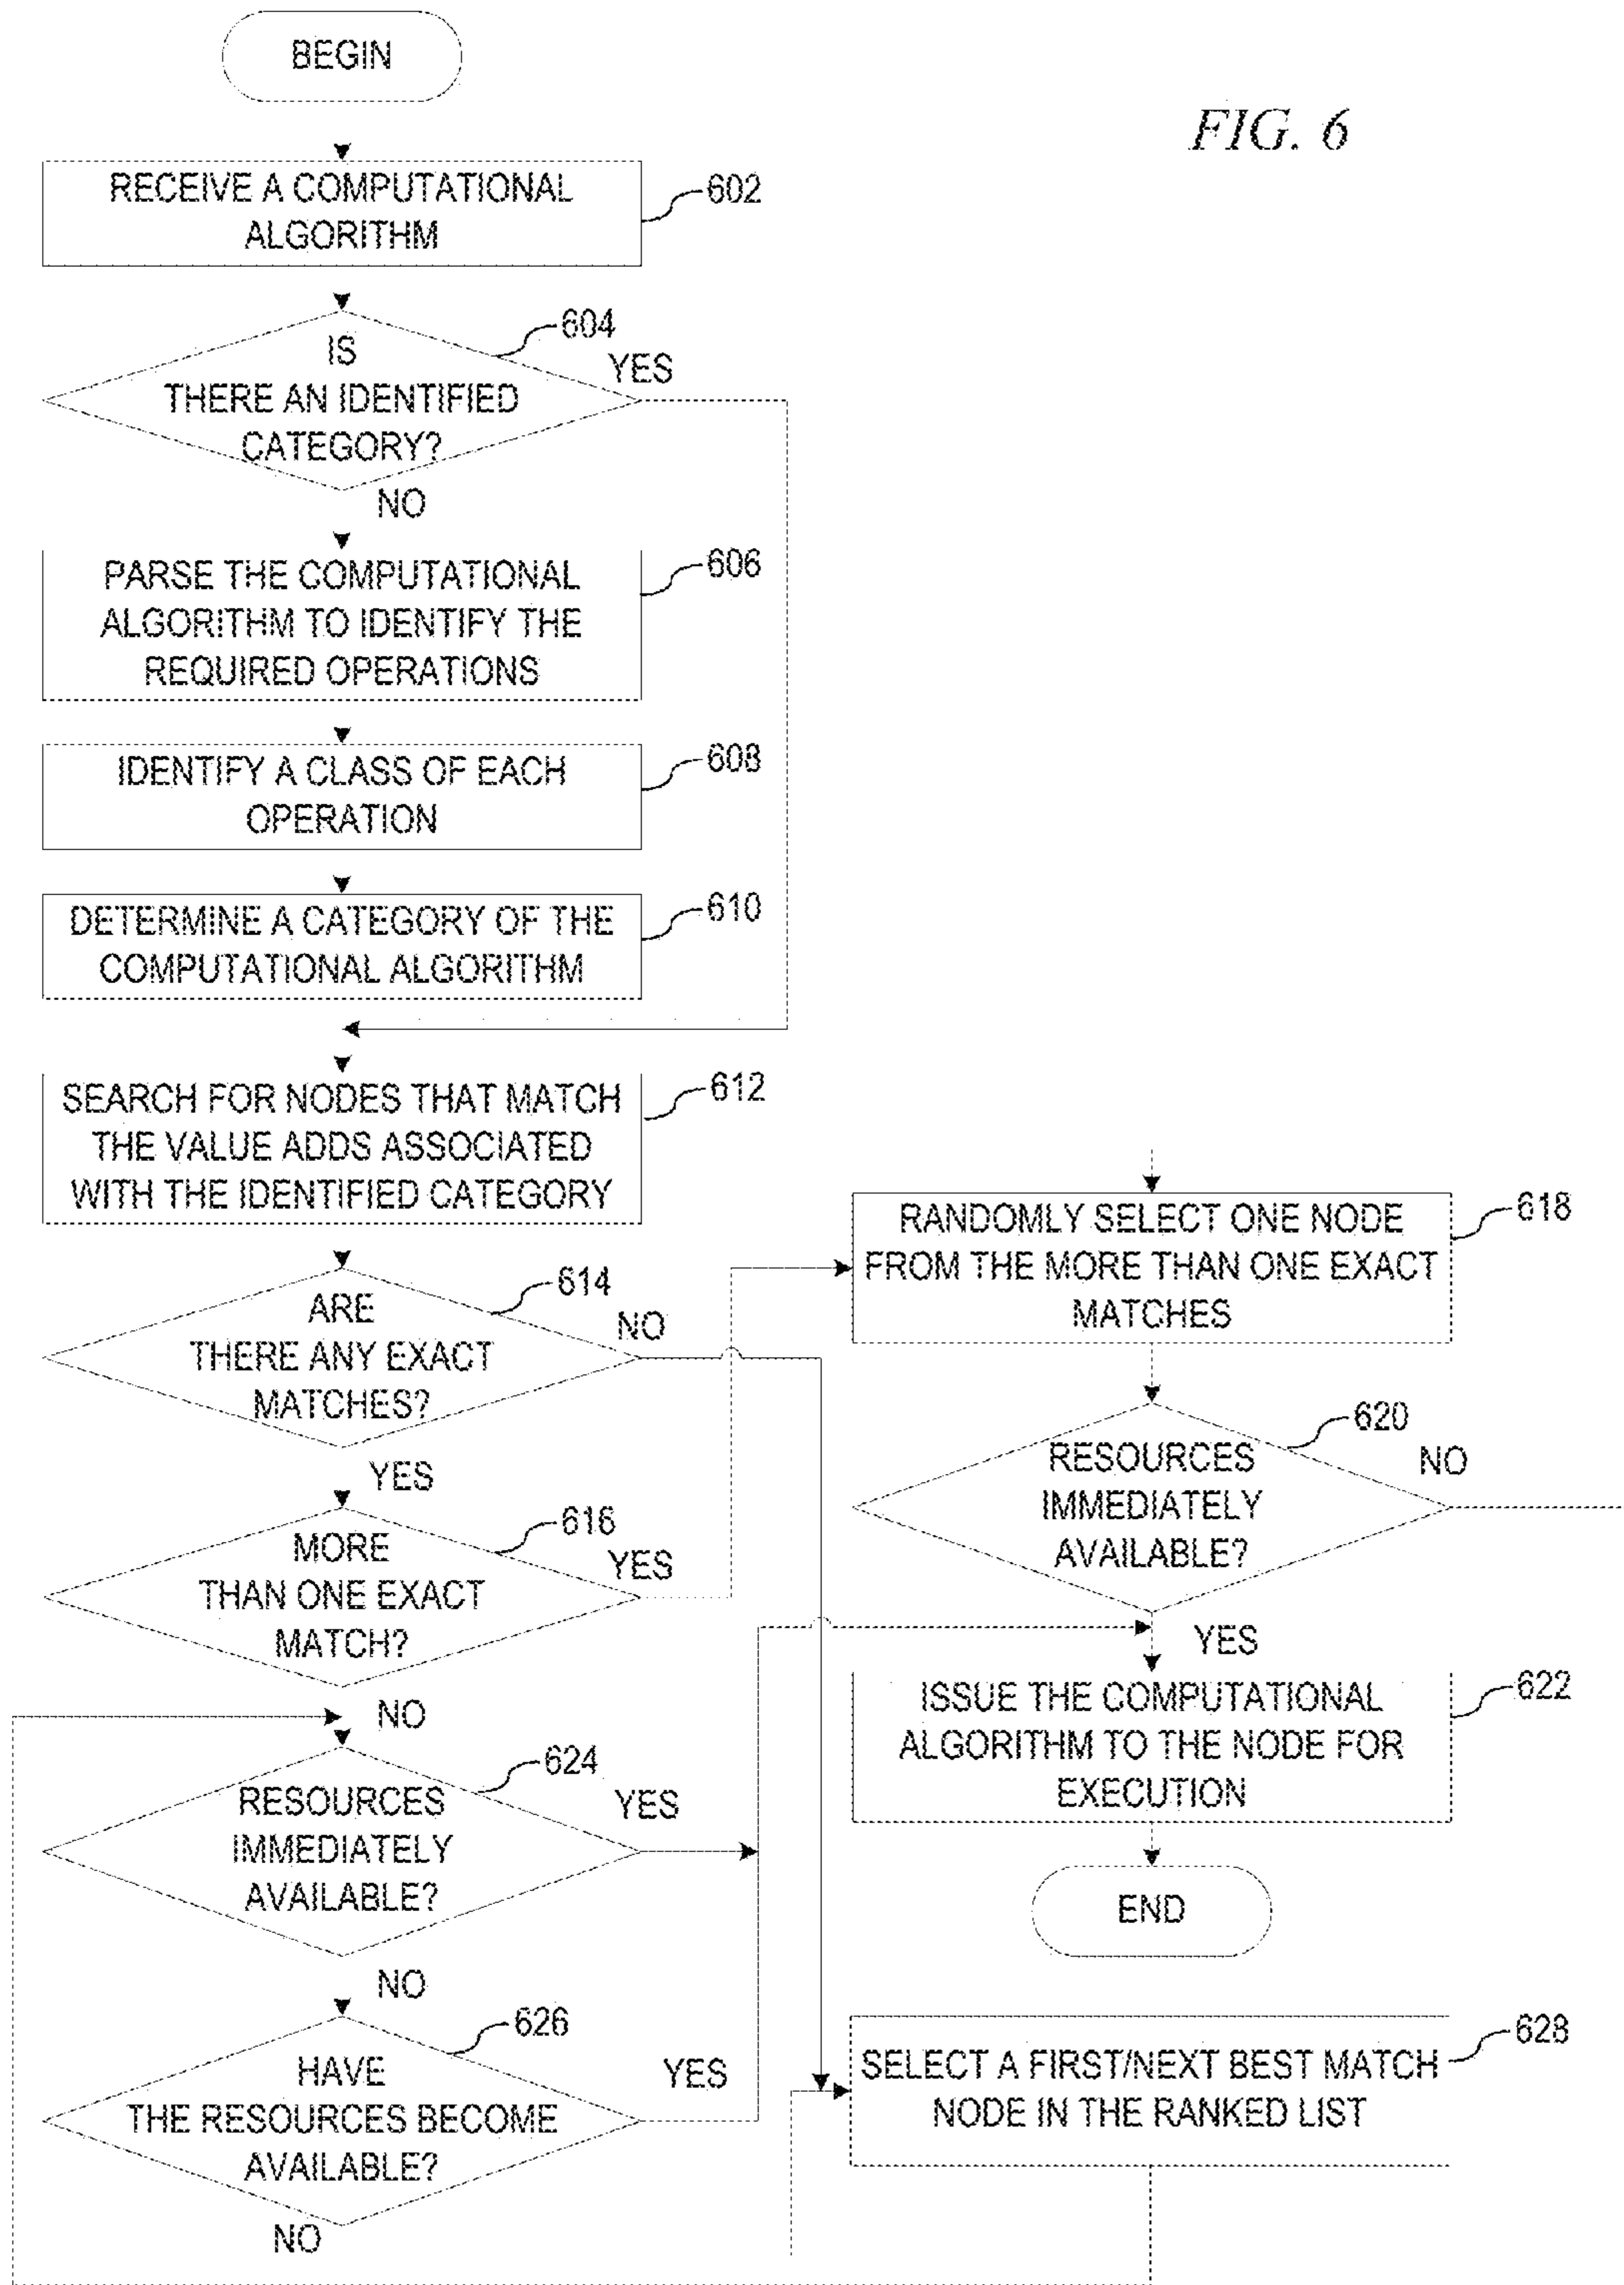 BEGIN
FIG. 6
RECEIVE A COMPUTATIONAL
ALGORITHM
602
604
IS
THERE AN IDENTIFIED
CATEGORY?
YES
NO
PARSE THE COMPUTATIONAL
ALGORITHM TO IDENTIFY THE
REQUIRED OPERATIONS
606
IDENTIFY A CLASS OF EACH
OPERATION
608
DETERMINE A CATEGORY OF THE
COMPUTATIONAL ALGORITHM
610
SEARCH FOR NODES THAT MATCH
THE VALUE ADDS ASSOCIATED
WITH THE IDENTIFIED CATEGORY
612
614
ARE
THERE ANY EXACT
MATCHES?
NO
YES
616
MORE
THAN ONE EXACT
MATCH?
YES
NO
624
RESOURCES
IMMEDIATELY
AVAILABLE?
YES
NO
626
HAVE
THE RESOURCES BECOME
AVAILABLE?
YES
NO
RANDOMLY SELECT ONE NODE
FROM THE MORE THAN ONE EXACT
MATCHES
618
620
RESOURCES
IMMEDIATELY
AVAILABLE?
NO
YES
ISSUE THE COMPUTATIONAL
ALGORITHM TO THE NODE FOR
EXECUTION
622
END
SELECT A FIRST/NEXT BEST MATCH
NODE IN THE RANKED LIST
628